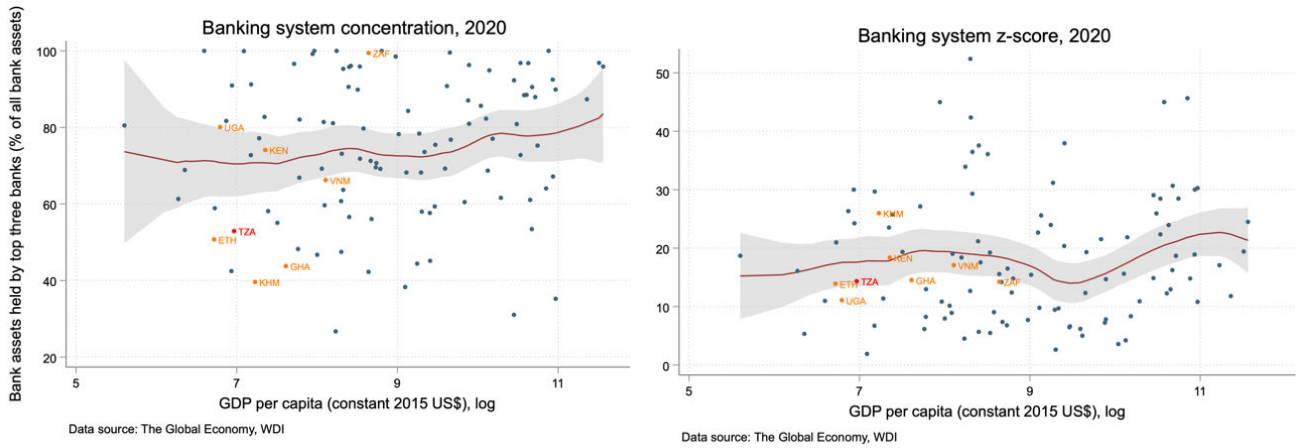 Banking system concentration, 2020
Bank assets held by top three banks (% of all bank assets)
100
80
60
40
20
ZAF
UGA
KEN
VNM
TZA
ETH
GHA
KHM
5 7 9 11
GDP per capita (constant 2015 US$), log
Data source: The Global Economy, WDI
Banking system z-score, 2020
50
40
30
20
10
0
KHM
KEN
VNM
ETH
TZA
GHA
ZAF
UGA
5 7 9 11
GDP per capita (constant 2015 US$), log
Data source: The Global Economy, WDI